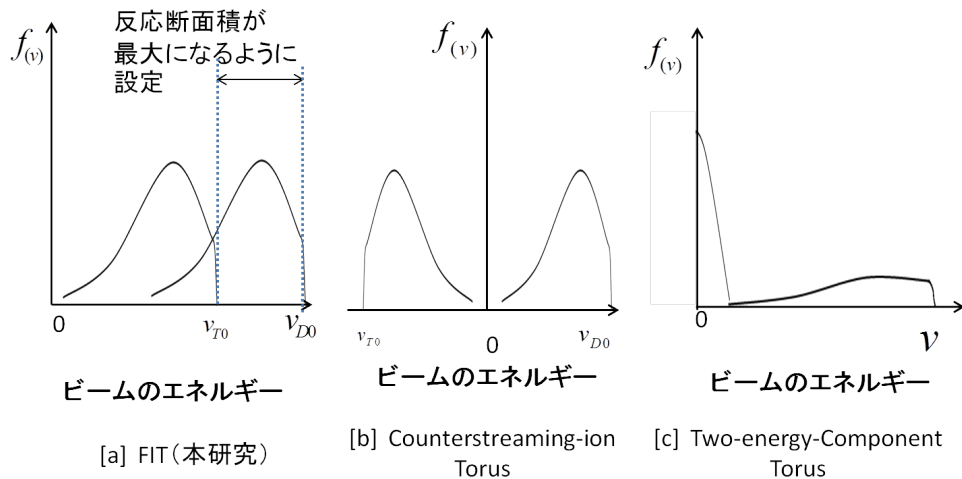 f(v)
反応断面積が
最大になるように
設定
0
vT0
vD0
ビームのエネルギー
[a] FIT(本研究)
f(v)
vT0
0
vD0
ビームのエネルギー
[b] Counterstreaming-ion
Torus
f(v)
0
v
ビームのエネルギー
[c] Two-energy-Component
Torus